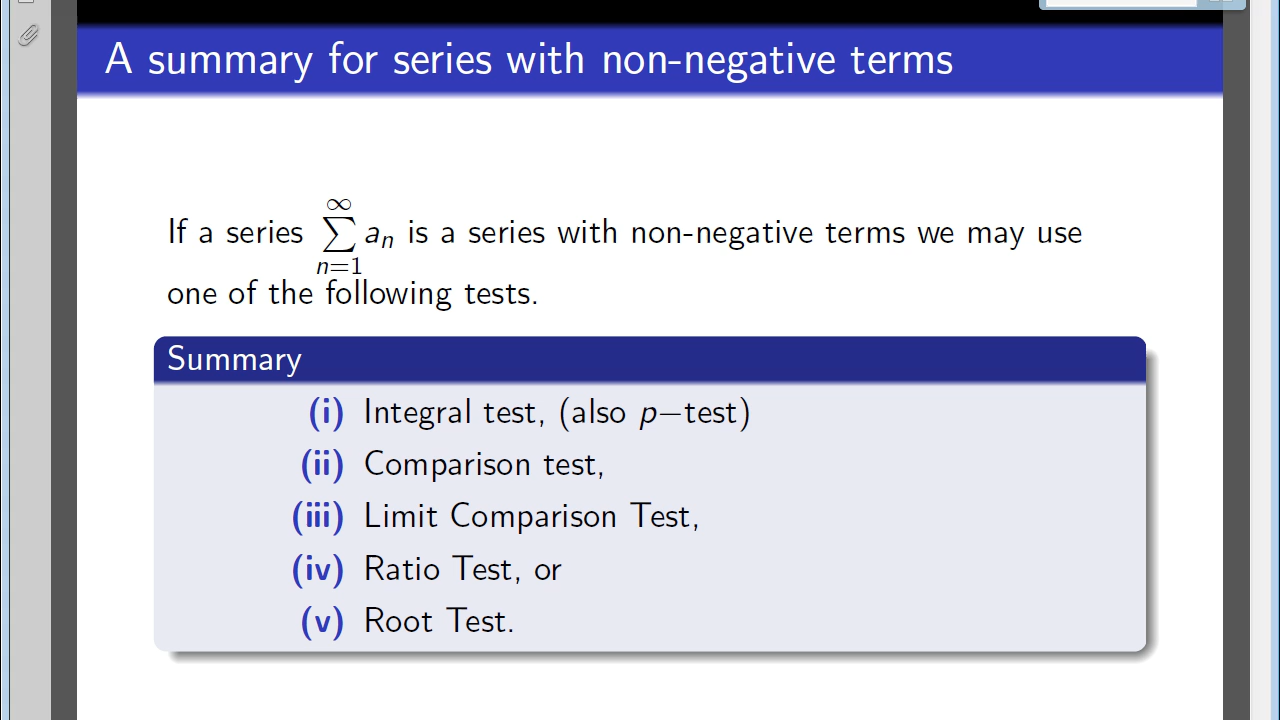 A summary for series with non-negative terms
If a series ∞∑n=1 an is a series with non-negative terms we may use
one of the following tests.
Summary
(i) Integral test, (also p−test)
(ii) Comparison test,
(iii) Limit Comparison Test,
(iv) Ratio Test, or
(v) Root Test.